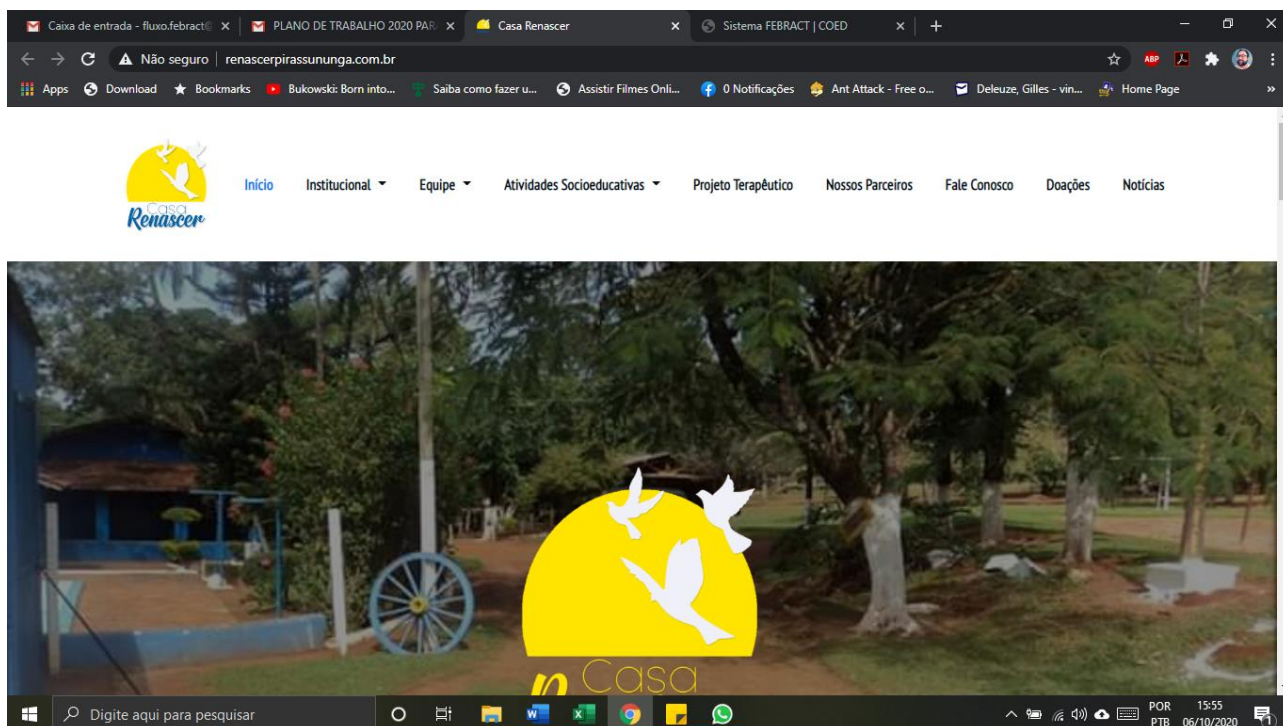 Caixa de entrada - fluxo.febract@
PLANO DE TRABALHO 2020 PAR
Casa Renascer
Sistema FEBRACT | COED
Não seguro
renascerpirassununga.com.br
ABP
Apps
Download
Bookmarks
Bukowski: Born into...
Saiba como fazer u...
Assistir Filmes Onli...
0 Notificações
Ant Attack - Free o...
Deleuze, Gilles - vin...
Home Page
»
Casa
Renascer
Início
Institucional
Equipe
Atividades Socioeducativas
Projeto Terapêutico
Nossos Parceiros
Fale Conosco
Doações
Notícias
Casa
Digite aqui para pesquisar
POR
PTB
15:55
06/10/2020